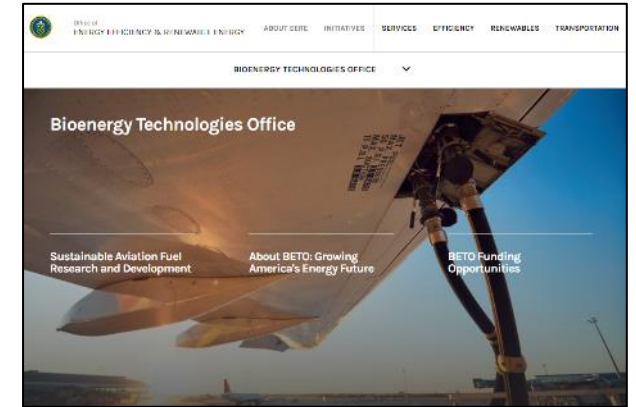 Office of
ENERGY EFFICIENCY & RENEWABLE ENERGY
ABOUT EERE INITIATIVES SERVICES EFFICIENCY RENEWABLES TRANSPORTATION
BIOENERGY TECHNOLOGIES OFFICE
Bioenergy Technologies Office
Sustainable Aviation Fuel
Research and Development
About BETO: Growing
America's Energy Future
BETO Funding
Opportunities